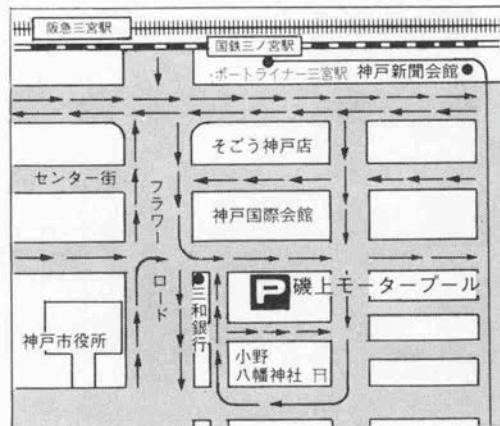 阪急三宮駅
国鉄三ノ宮駅
・ポートライナー三宮駅
神戸新聞会館
そごう神戸店
センター街
フラワーロード
神戸国際会館
P
磯上モータープール
三和銀行
神戸市役所
小野
八幡神社